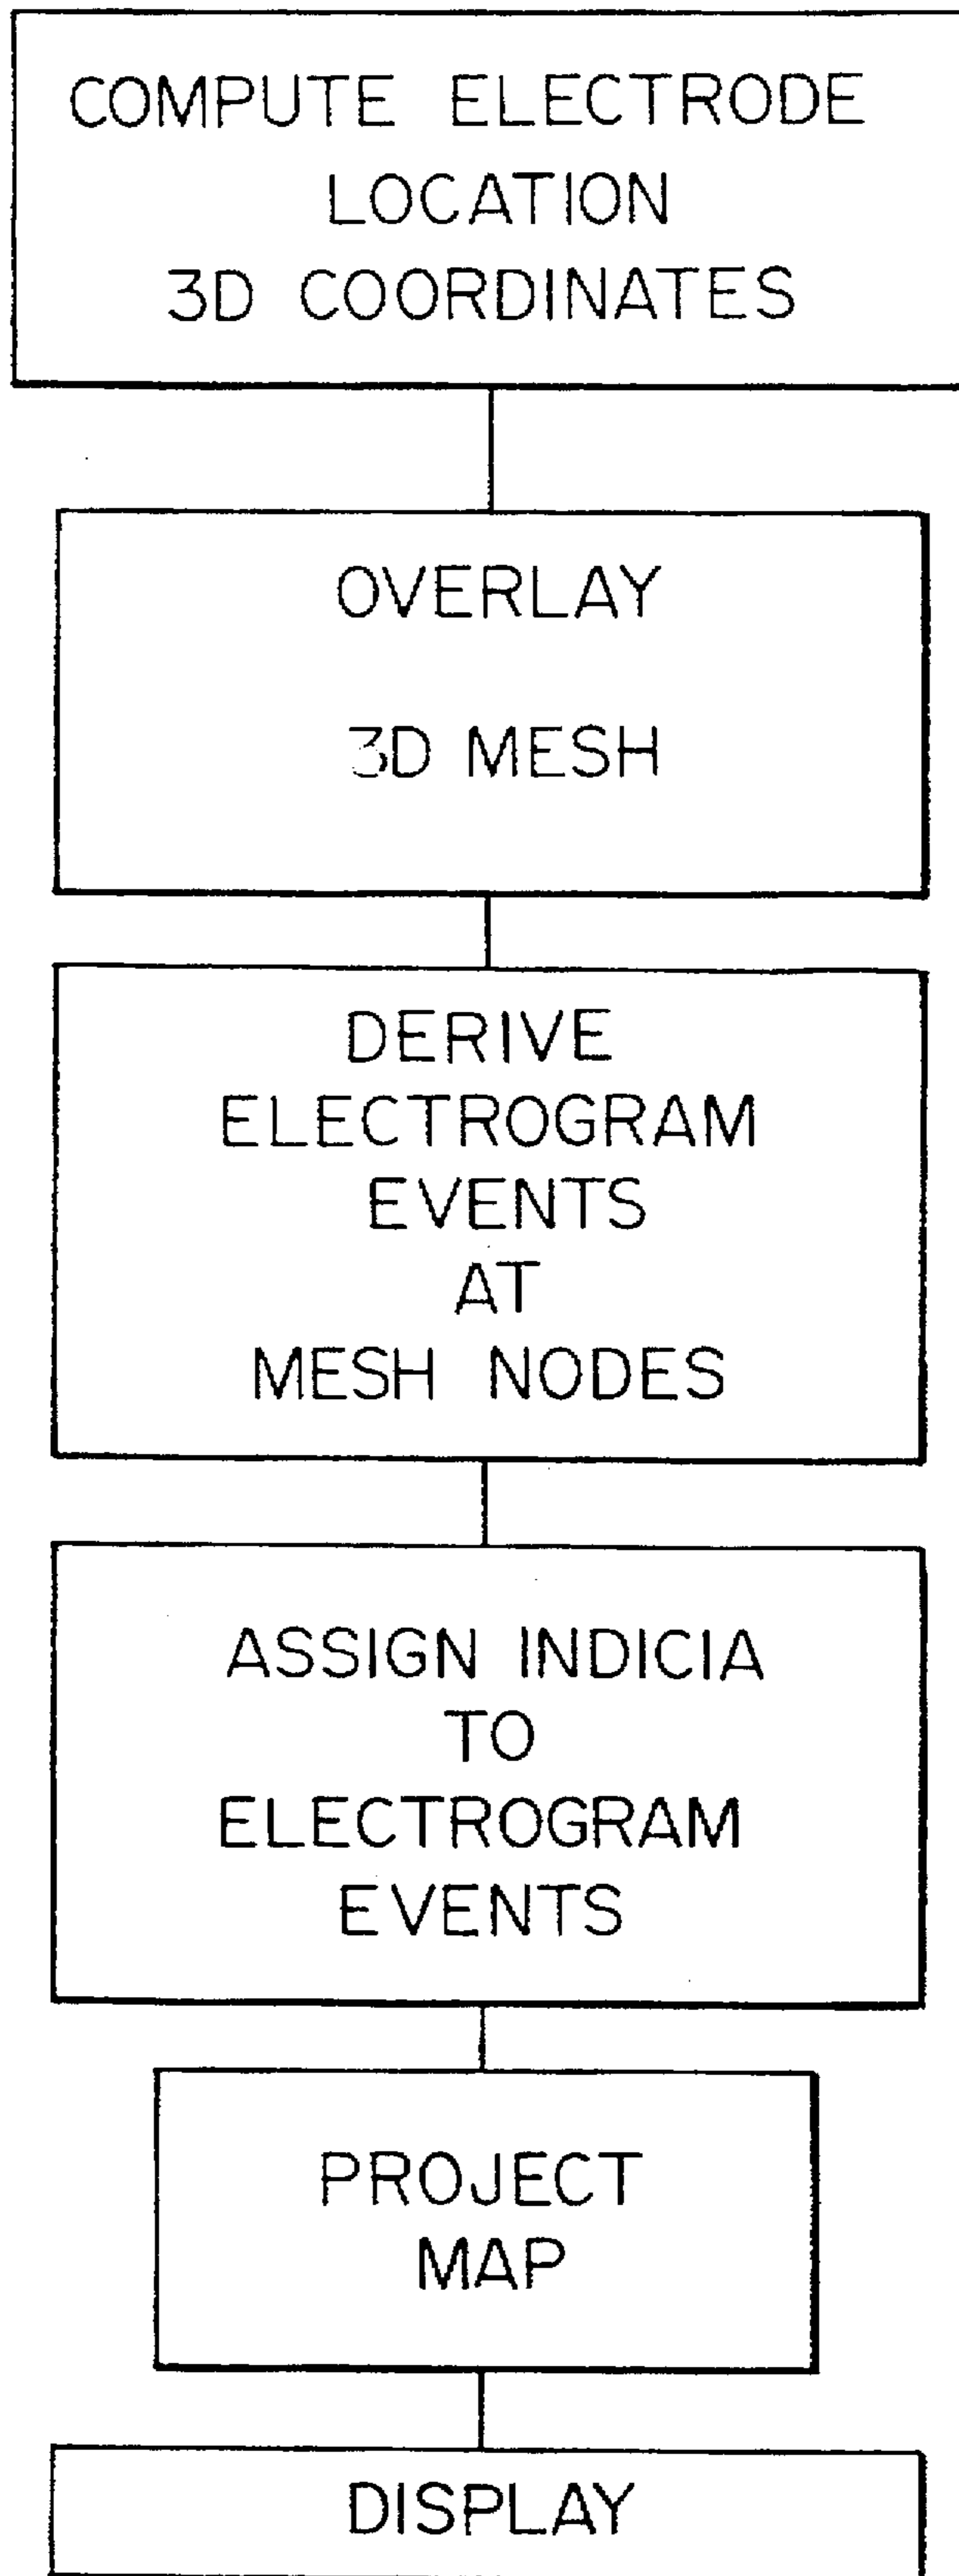 COMPUTE ELECTRODE
LOCATION
3D COORDINATES
OVERLAY
3D MESH
DERIVE
ELECTROGRAM
EVENTS
AT
MESH NODES
ASSIGN INDICIA
TO
ELECTROGRAM
EVENTS
PROJECT
MAP
DISPLAY